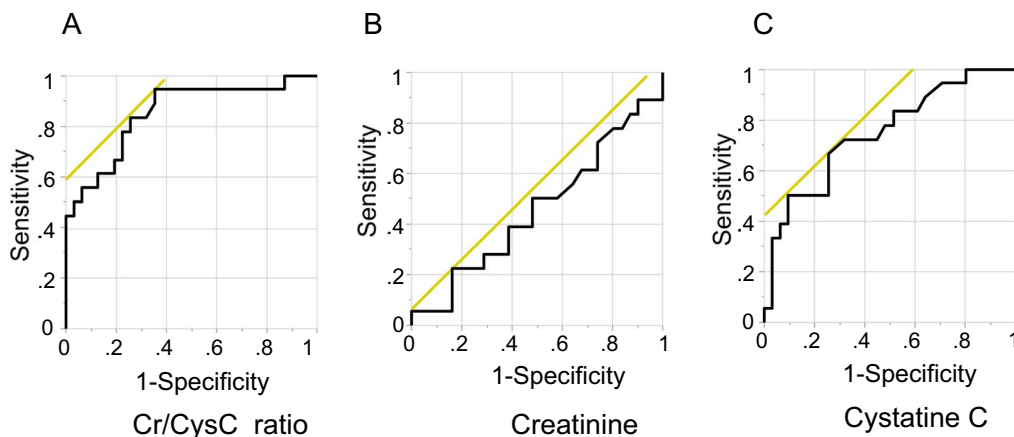 A
B
C
1
.8
.6
.4
.2
0
Sensitivity
0 .2 .4 .6 .8 1
1-Specificity
Cr/CysC ratio
1
.8
.6
.4
.2
0
Sensitivity
0 .2 .4 .6 .8 1
1-Specificity
Creatinine
1
.8
.6
.4
.2
0
Sensitivity
0 .2 .4 .6 .8 1
1-Specificity
Cystatine C